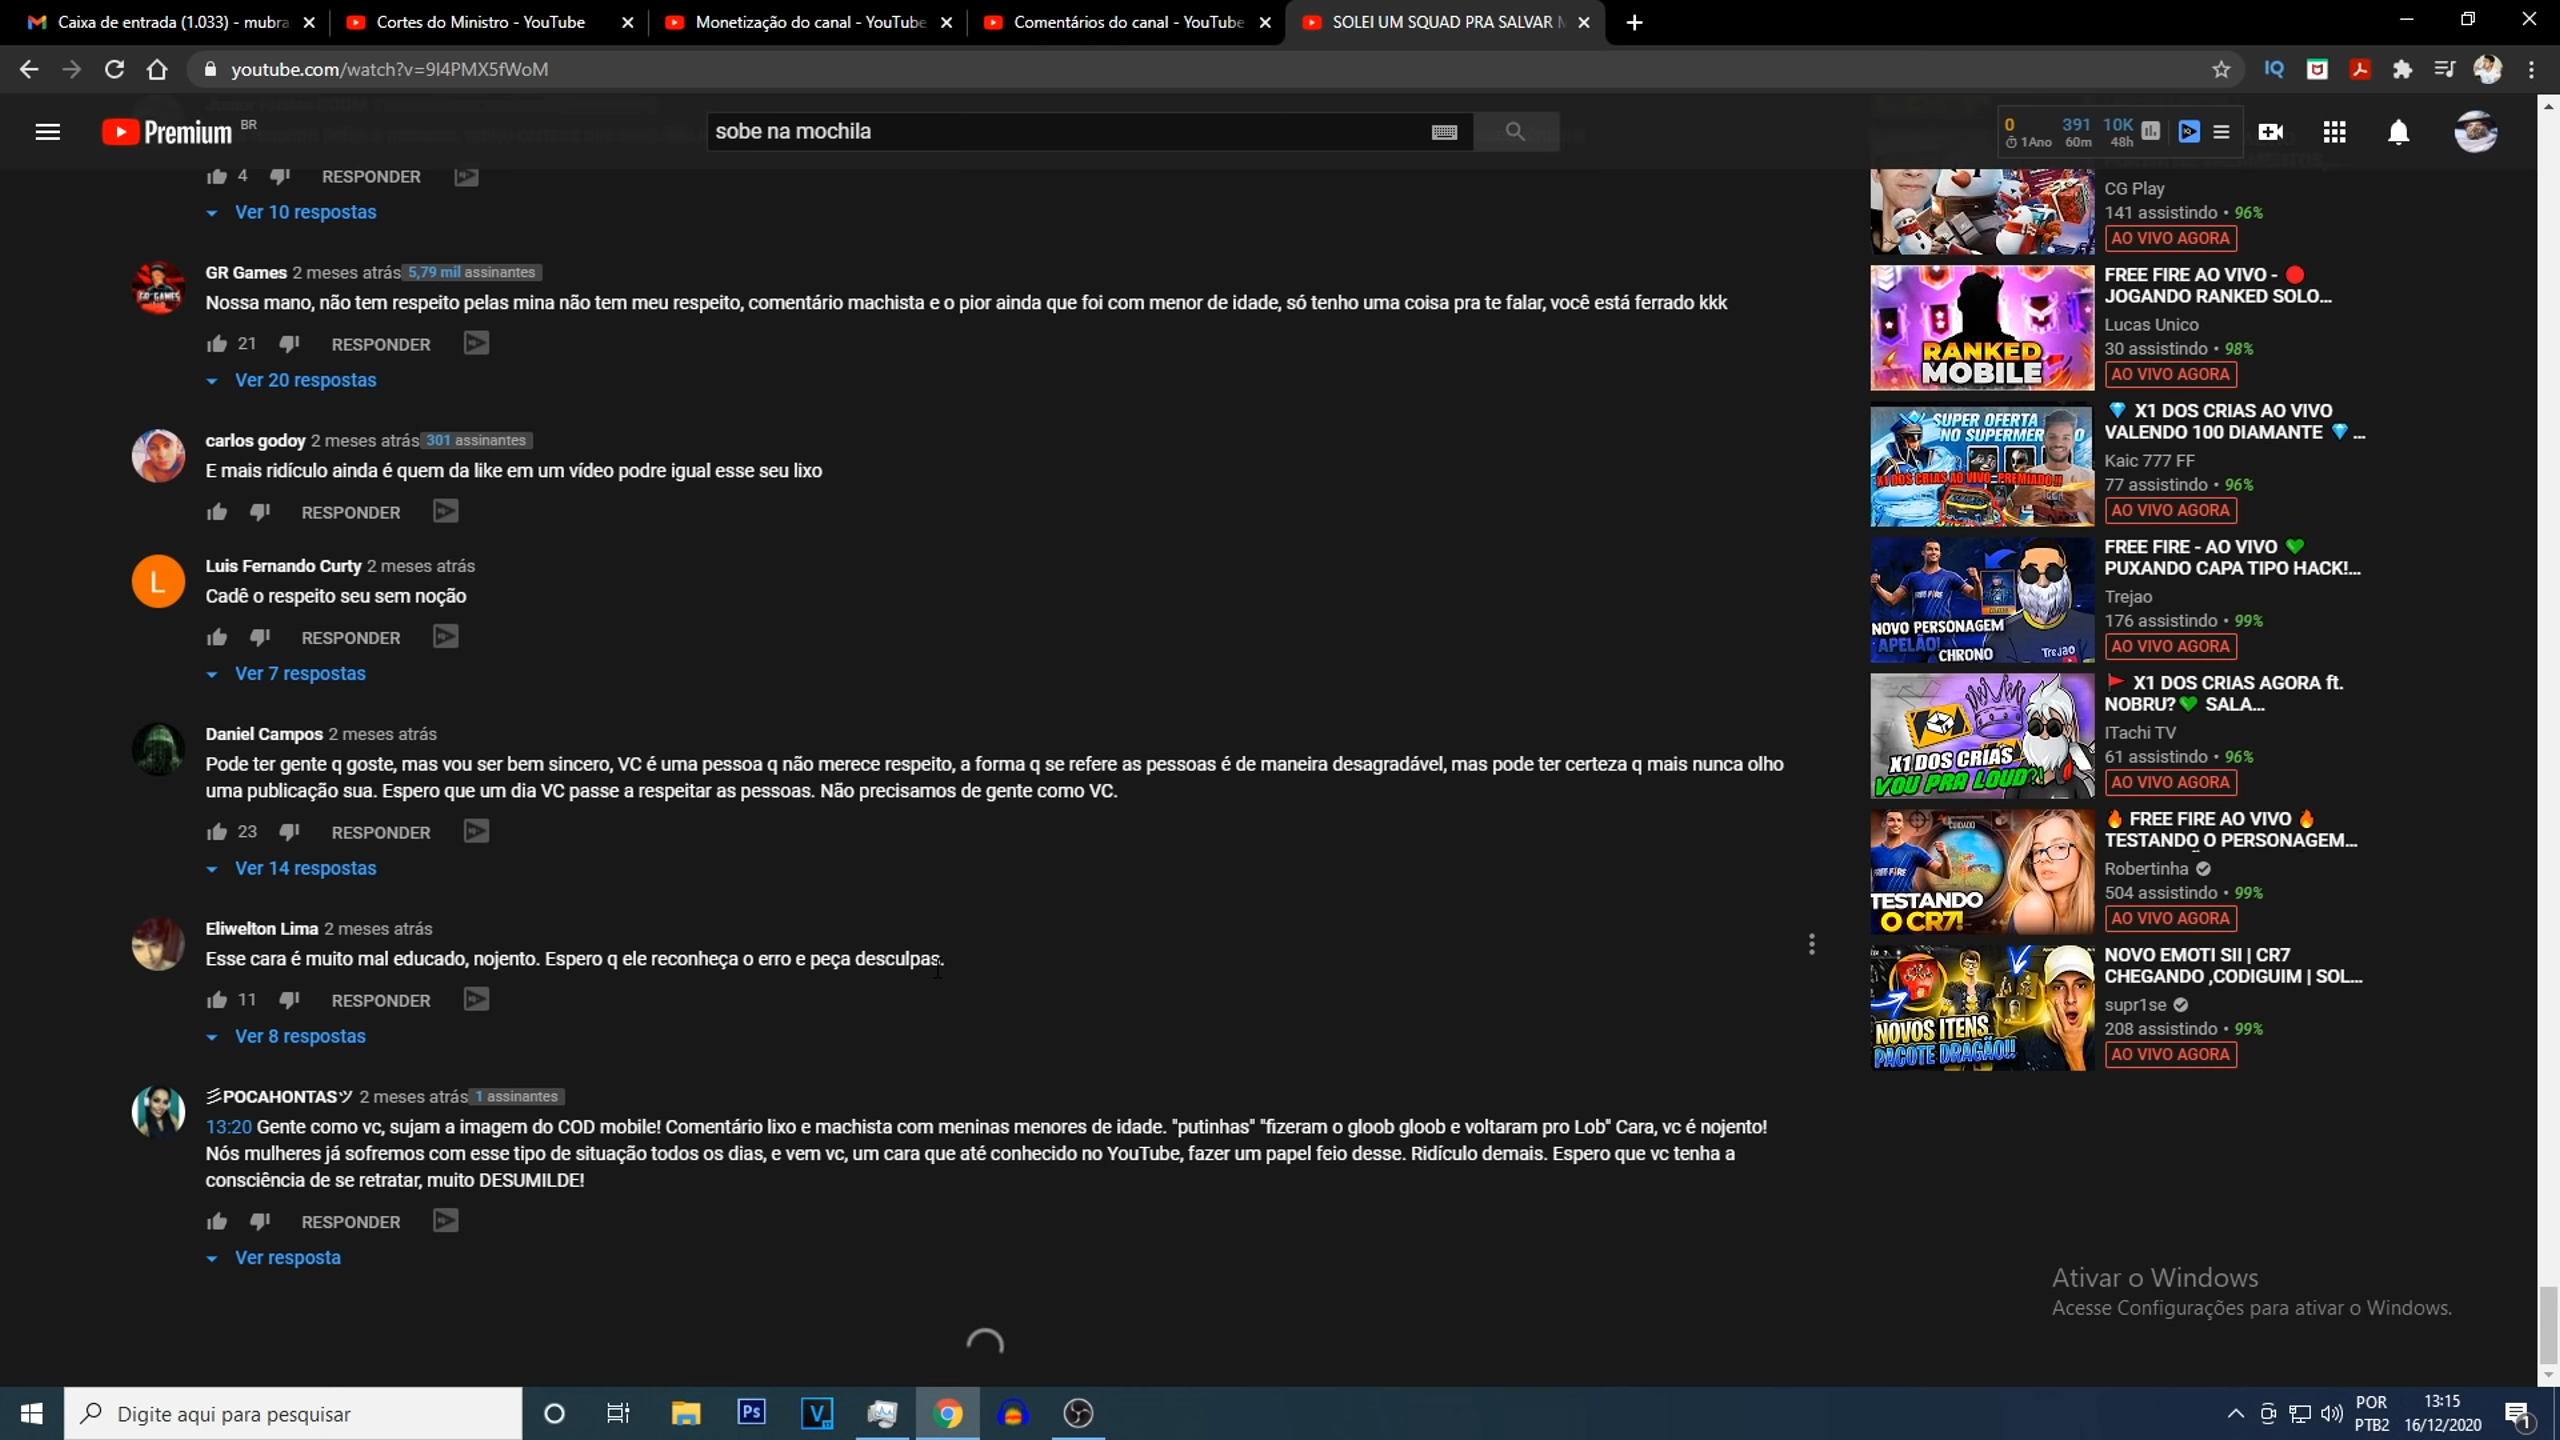 Caixa de entrada (1.033) - mubra
Cortes do Ministro - YouTube
Monetização do canal - YouTube
Comentários do canal - YouTube
SOLEI UM SQUAD PRA SALVAR M
youtube.com/watch?v=9l4PMX5fWoM
Premium BR
sobe na mochila
0 391 10K
1Ano 60m 48h
4 RESPONDER
Ver 10 respostas
GR Games 2 meses atrás 5,79 mil assinantes
Nossa mano, não tem respeito pelas mina não tem meu respeito, comentário machista e o pior ainda que foi com menor de idade, só tenho uma coisa pra te falar, você está ferrado kkk
21 RESPONDER
Ver 20 respostas
carlos godoy 2 meses atrás 301 assinantes
E mais ridículo ainda é quem da like em um vídeo podre igual esse seu lixo
RESPONDER
Luis Fernando Curty 2 meses atrás
Cadê o respeito seu sem noção
RESPONDER
Ver 7 respostas
Daniel Campos 2 meses atrás
Pode ter gente q goste, mas vou ser bem sincero, VC é uma pessoa q não merece respeito, a forma q se refere as pessoas é de maneira desagradável, mas pode ter certeza q mais nunca olho
uma publicação sua. Espero que um dia VC passe a respeitar as pessoas. Não precisamos de gente como VC.
23 RESPONDER
Ver 14 respostas
Eliwelton Lima 2 meses atrás
Esse cara é muito mal educado, nojento. Espero q ele reconheça o erro e peça desculpas.
11 RESPONDER
Ver 8 respostas
彡POCAHONTASツ 2 meses atrás 1 assinantes
13:20 Gente como vc, sujam a imagem do COD mobile! Comentário lixo e machista com meninas menores de idade. "putinhas" "fizeram o gloob gloob e voltaram pro Lob" Cara, vc é nojento!
Nós mulheres já sofremos com esse tipo de situação todos os dias, e vem vc, um cara que até conhecido no YouTube, fazer um papel feio desse. Ridículo demais. Espero que vc tenha a
consciência de se retratar, muito DESUMILDE!
RESPONDER
Ver resposta
CG Play
141 assistindo • 96%
AO VIVO AGORA
RANKED
MOBILE
FREE FIRE AO VIVO - 🔴
JOGANDO RANKED SOLO...
Lucas Unico
30 assistindo • 98%
AO VIVO AGORA
SUPER OFERTA
X1 DOS CRIAS AO VIVO PREMIADO!!
💎 X1 DOS CRIAS AO VIVO
VALENDO 100 DIAMANTE 💎 ...
Kaic 777 FF
77 assistindo • 96%
AO VIVO AGORA
NOVO PERSONAGEM
APELÃO!
CHRONO
Trejao
FREE FIRE - AO VIVO 💚
PUXANDO CAPA TIPO HACK!...
Trejao
176 assistindo • 99%
AO VIVO AGORA
X1 DOS CRIAS
VOU PRA LOUD?!
🚩 X1 DOS CRIAS AGORA ft.
NOBRU?💚 SALA...
ITachi TV
61 assistindo • 96%
AO VIVO AGORA
CUIDADO
TESTANDO
O CR7!
🔥 FREE FIRE AO VIVO 🔥
TESTANDO O PERSONAGEM...
Robertinha
504 assistindo • 99%
AO VIVO AGORA
NOVOS ITENS
PACOTE DRAGÃO!!
NOVO EMOTI SII | CR7
CHEGANDO ,CODIGUIM | SOL...
supr1se
208 assistindo • 99%
AO VIVO AGORA
Ativar o Windows
Acesse Configurações para ativar o Windows.
Digite aqui para pesquisar
Ps
V
POR
PTB2
13:15
16/12/2020
1